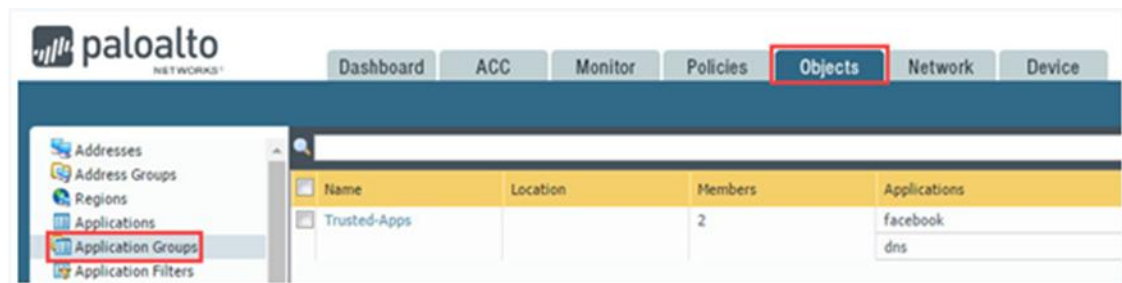 paloalto
NETWORKS
Dashboard ACC Monitor Policies Objects Network Device
Addresses
Address Groups
Regions
Applications
Application Groups
Application Filters
Name Location Members Applications
Trusted-Apps 2 facebook
dns